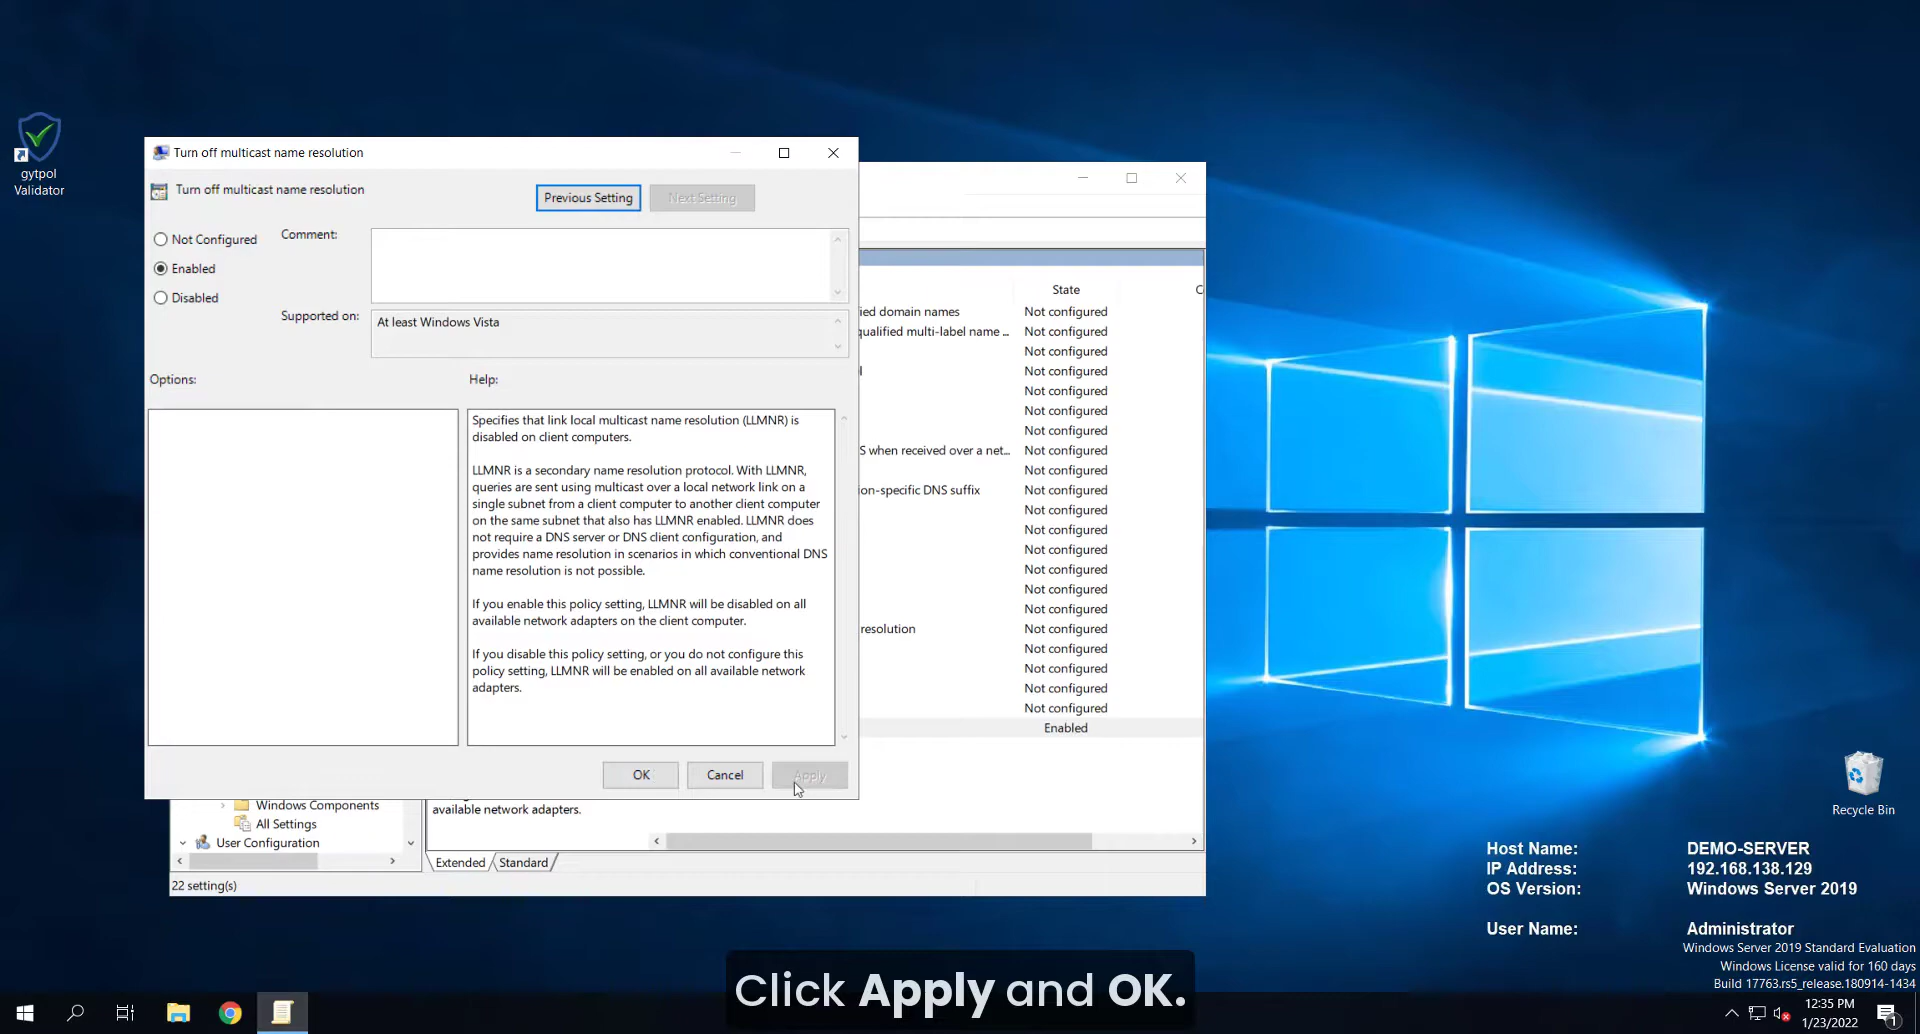 gytpol
Validator
Turn off multicast name resolution
Turn off multicast name resolution
Previous Setting
Next Setting
Not Configured
Enabled
Disabled
Comment:
Supported on:
At least Windows Vista
Options:
Help:
Specifies that link local multicast name resolution (LLMNR) is
disabled on client computers.
LLMNR is a secondary name resolution protocol. With LLMNR,
queries are sent using multicast over a local network link on a
single subnet from a client computer to another client computer
on the same subnet that also has LLMNR enabled. LLMNR does
not require a DNS server or DNS client configuration, and
provides name resolution in scenarios in which conventional DNS
name resolution is not possible.
If you enable this policy setting, LLMNR will be disabled on all
available network adapters on the client computer.
If you disable this policy setting, or you do not configure this
policy setting, LLMNR will be enabled on all available network
adapters.
OK
Cancel
Apply
State
ied domain names Not configured
qualified multi-label name ... Not configured
Not configured
Not configured
Not configured
Not configured
Not configured
S when received over a net... Not configured
Not configured
ion-specific DNS suffix Not configured
Not configured
Not configured
Not configured
Not configured
Not configured
Not configured
resolution Not configured
Not configured
Not configured
Not configured
Not configured
Enabled
Windows Components
All Settings
User Configuration
available network adapters.
Extended
Standard
22 setting(s)
Recycle Bin
Host Name: DEMO-SERVER
IP Address: 192.168.138.129
OS Version: Windows Server 2019
User Name: Administrator
Windows Server 2019 Standard Evaluation
Windows License valid for 160 days
Build 17763.rs5_release.180914-1434
Click Apply and OK.
12:35 PM
1/23/2022
1